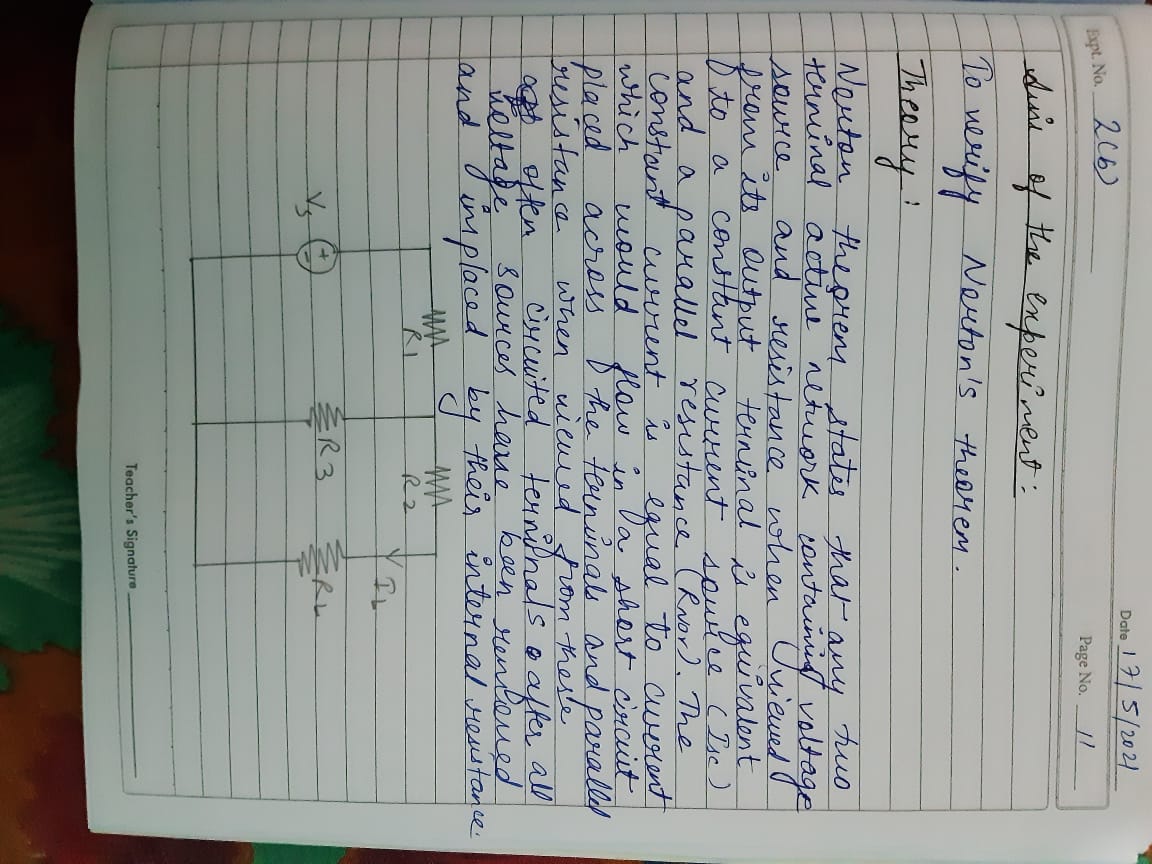 Date 17/5/2021
Expt. No. 2(b)
Page No. 11
Aim of the experiment:
To verify Norton's theorem.
Theory:
Norton theorem states that any two
terminal active network containing voltage
source and resistance when viewed
from its output terminal is equivalent
to a constant current source (Isc)
and a parallel resistance (RNor). The
constant current is equal to current
which would flow in a short circuit
placed across the terminals and parallel
resistance when viewed from these
often circuited terminals after all
voltage sources have been removed
and implaced by their internal resistance.
R1 R2
IL
Vs + - R3 RL
Teacher's Signature